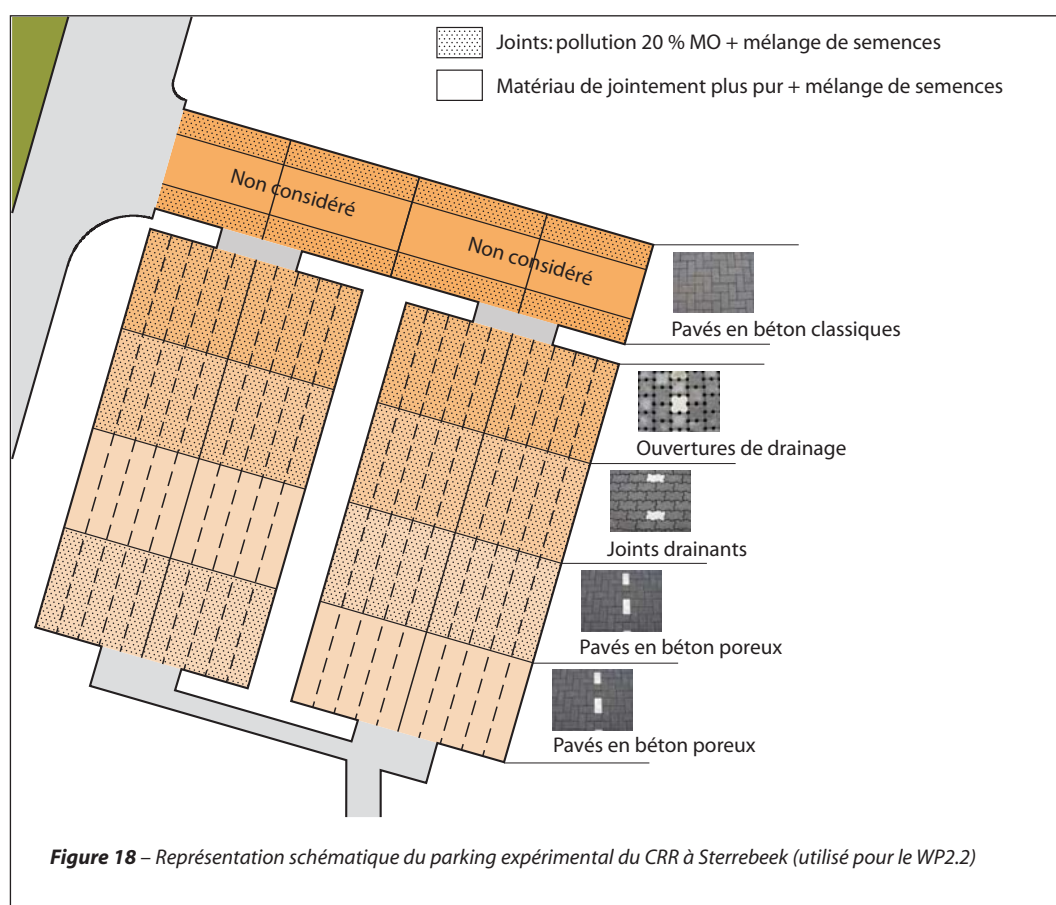 Joints: pollution 20 % MO + mélange de semences
Matériau de jointement plus pur + mélange de semences
Non considéré
Non considéré
Pavés en béton classiques
Ouvertures de drainage
Joints drainants
Pavés en béton poreux
Pavés en béton poreux
Figure 18 – Représentation schématique du parking expérimental du CRR à Sterrebeek (utilisé pour le WP2.2)